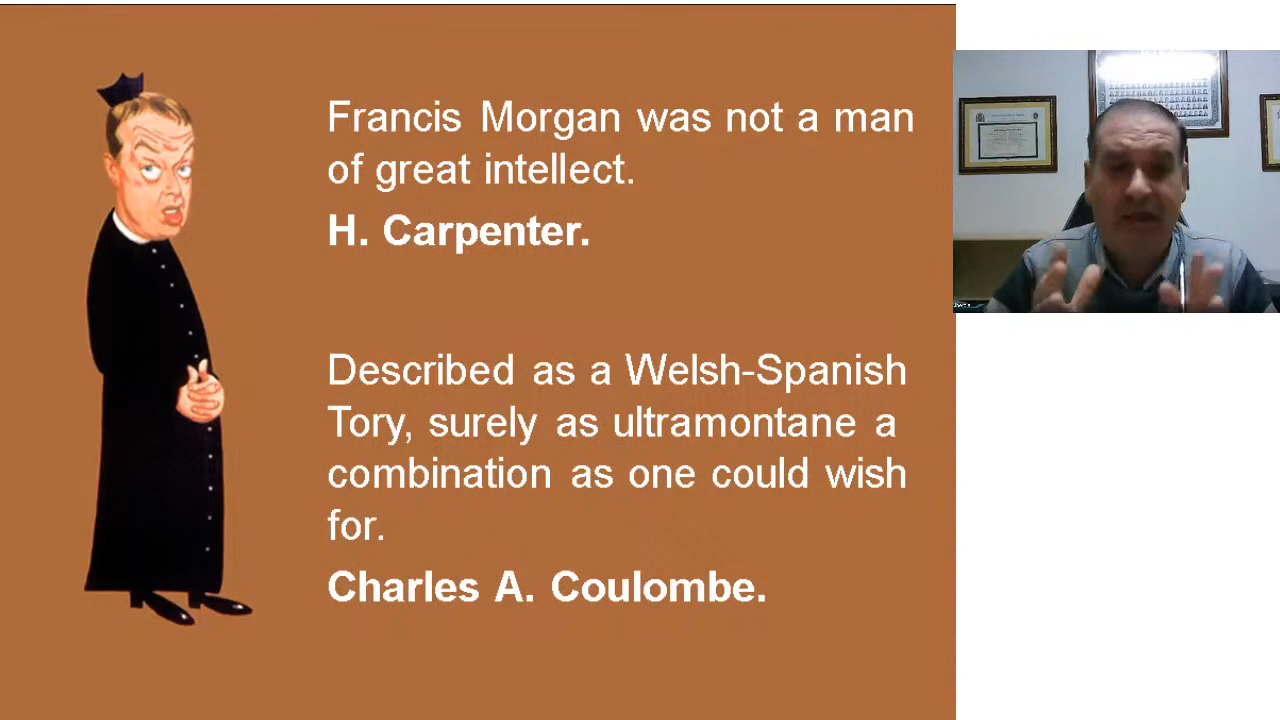 Francis Morgan was not a man
of great intellect.
H. Carpenter.
Described as a Welsh-Spanish
Tory, surely as ultramontane a
combination as one could wish
for.
Charles A. Coulombe.